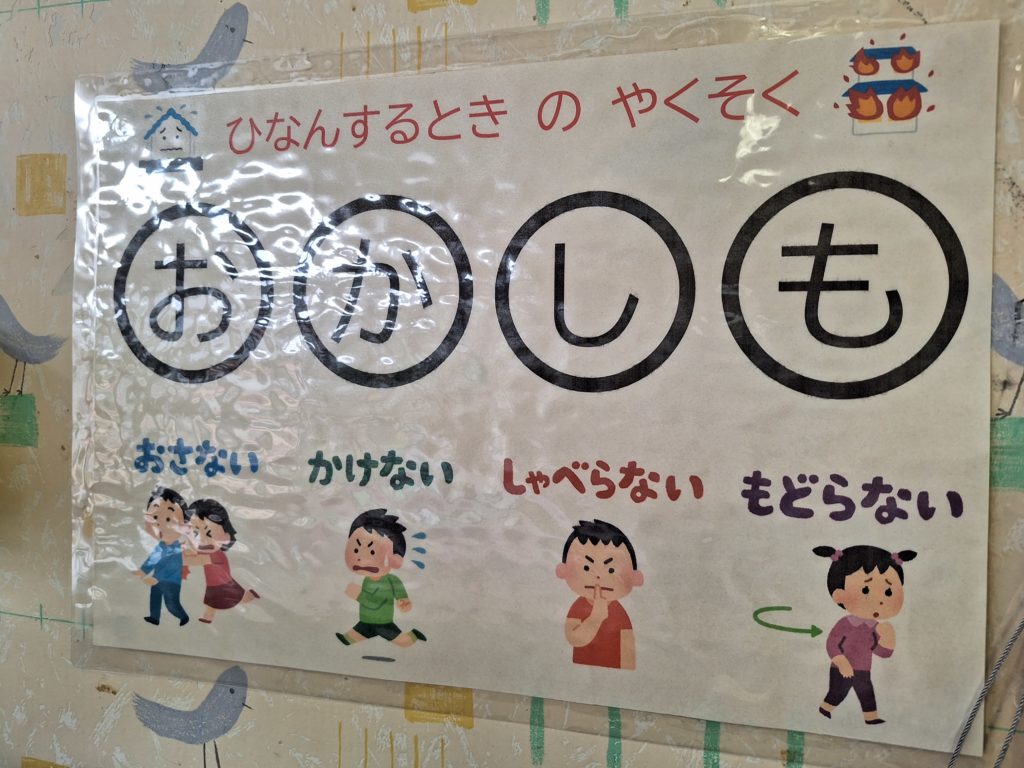 ひなんするとき の やくそく
お か し も
おさない かけない しゃべらない もどらない